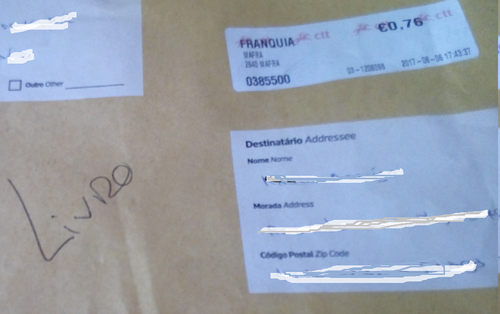 Outro Other
FRANQUIA ctt €0,76
MAFRA
2640 MAFRA
0385500
2017-06-06 17:43:37
Destinatário Addressee
Nome Name
Morada Address
Código Postal Zip Code
Livro